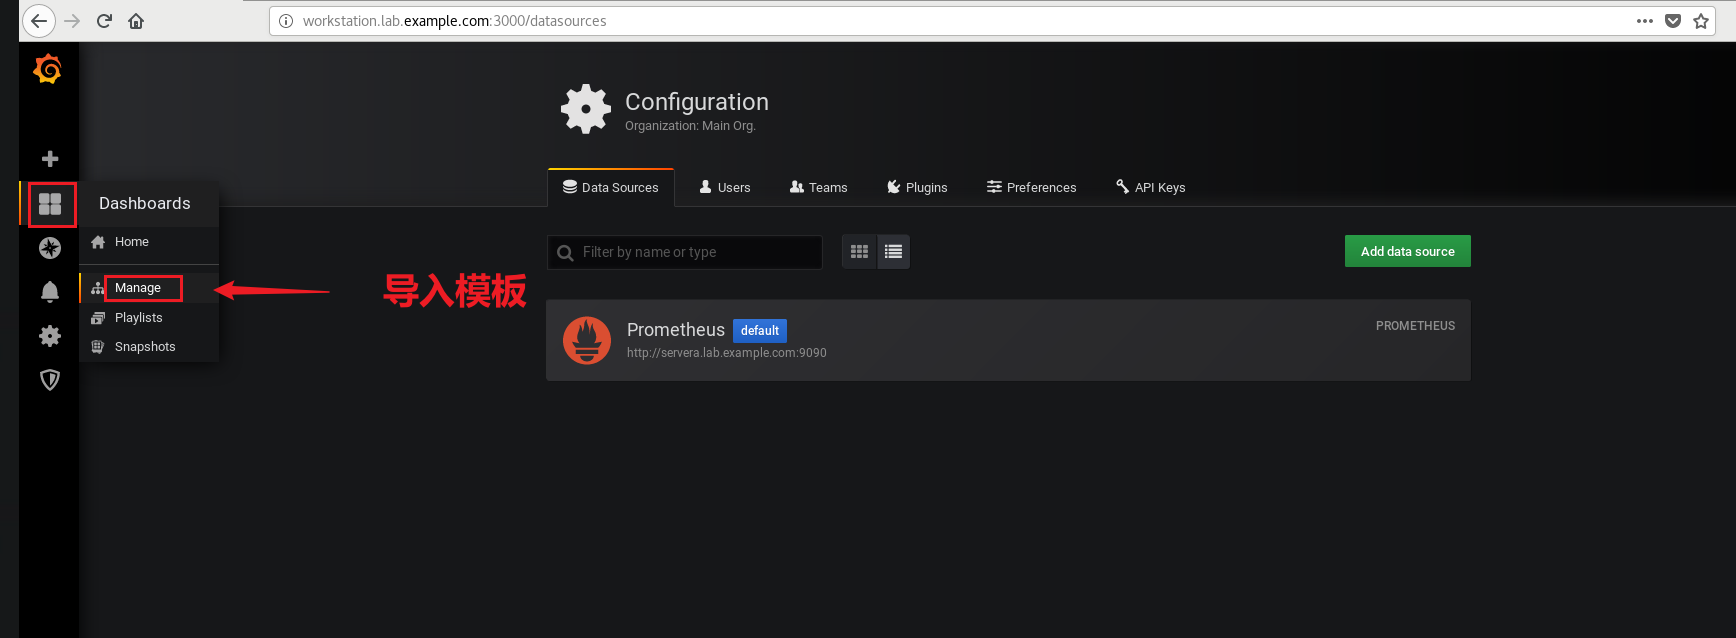 workstation.lab.example.com:3000/datasources
Configuration
Organization: Main Org.
Data Sources
Users
Teams
Plugins
Preferences
API Keys
Dashboards
Home
Manage
Playlists
Snapshots
导入模板
Filter by name or type
Add data source
Prometheus default
PROMETHEUS
http://servera.lab.example.com:9090